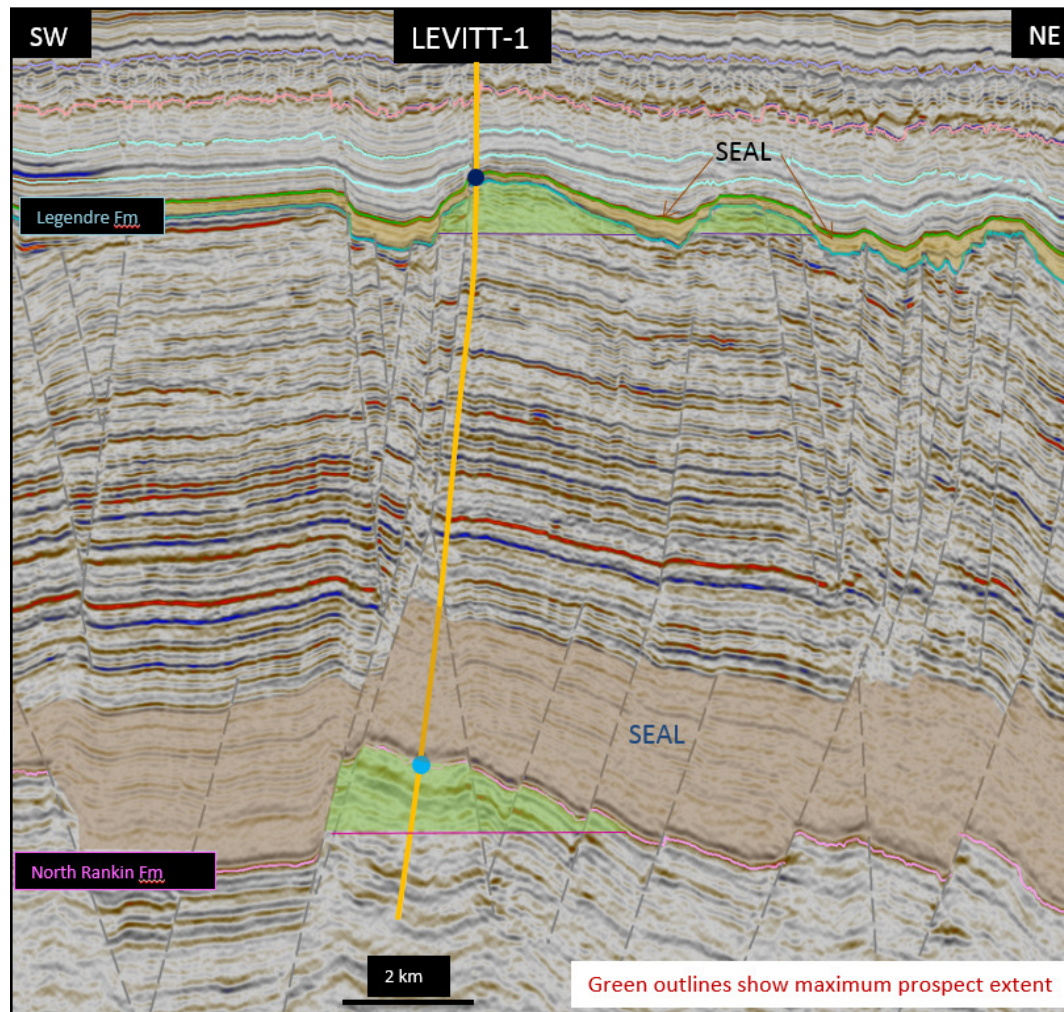 SW
LEVITT-1
NE
SEAL
Legendre Fm
SEAL
North Rankin Fm
2 km
Green outlines show maximum prospect extent